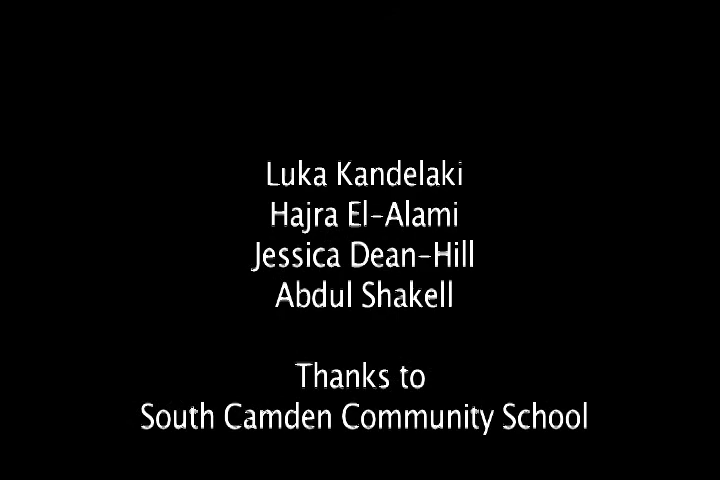 Luka Kandelaki
Hajra El-Alami
Jessica Dean-Hill
Abdul Shakell
Thanks to
South Camden Community School